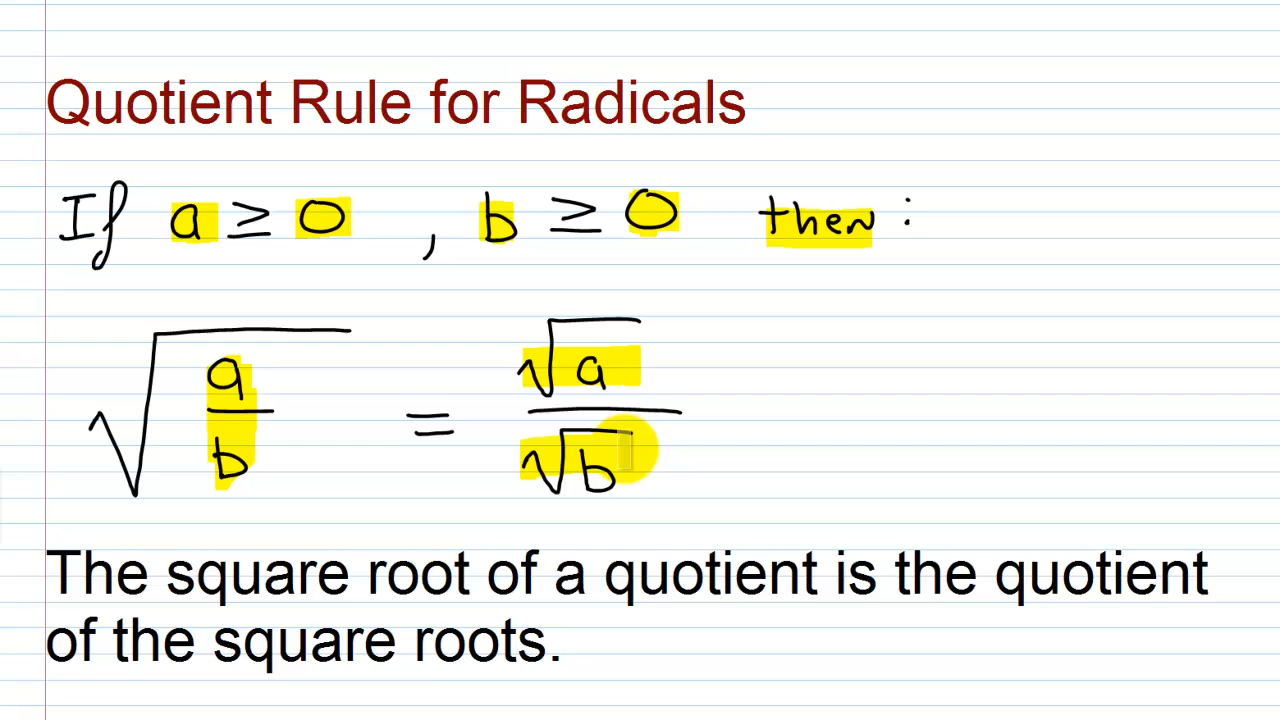 Quotient Rule for Radicals
If a ≥ 0 , b ≥ 0 then :
√(a/b) = √a/√b
The square root of a quotient is the quotient
of the square roots.